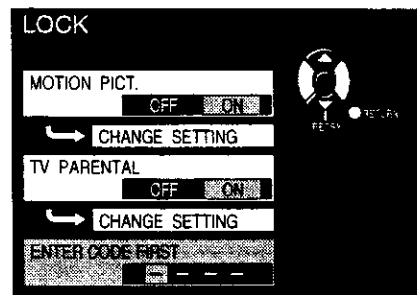 LOCK
MOTION PICT.
OFF ON
CHANGE SETTING
TV PARENTAL
OFF ON
CHANGE SETTING
ENTER CODE FIRST
– – – –
RETURN